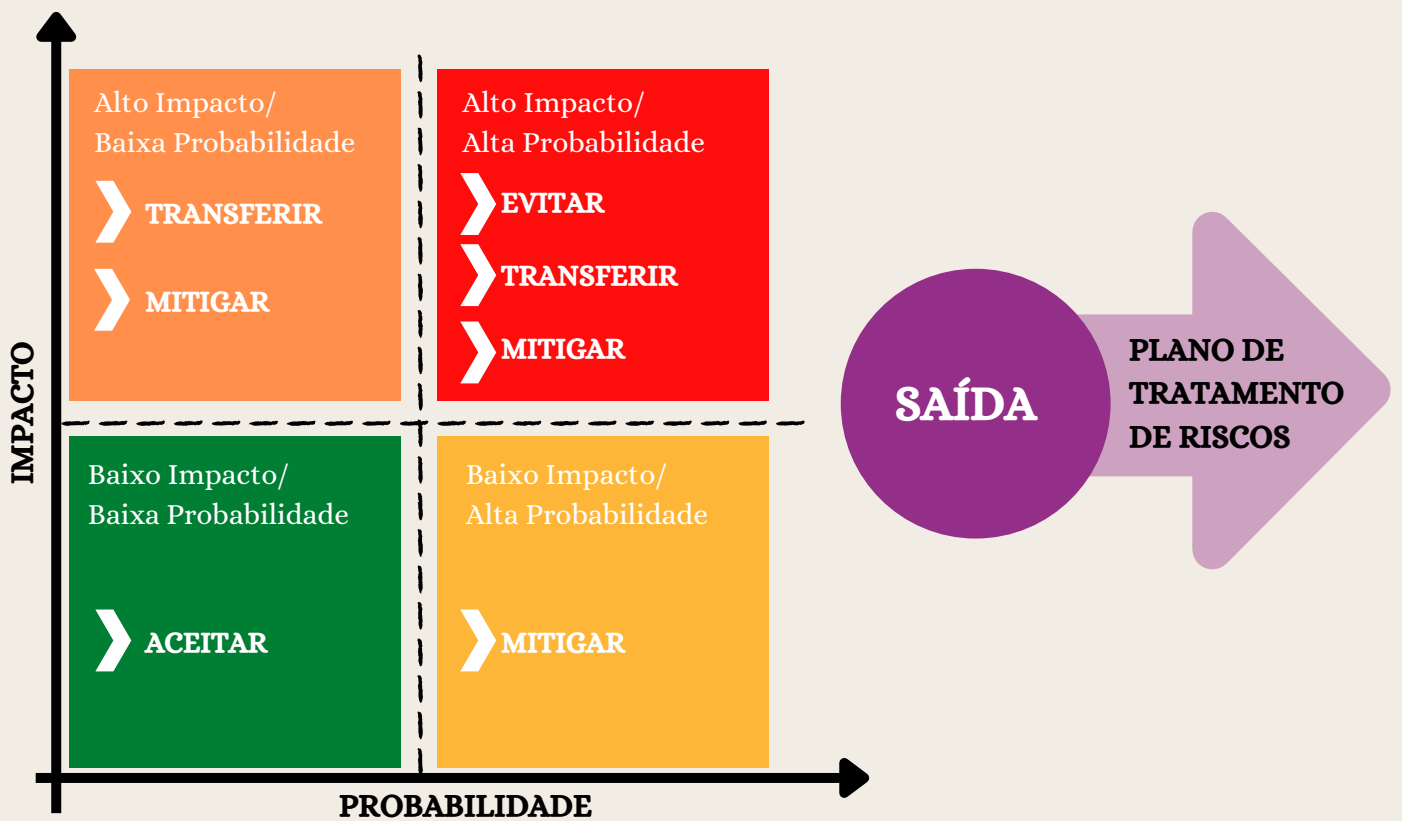 Alto Impacto/
Baixa Probabilidade
TRANSFERIR
MITIGAR
Alto Impacto/
Alta Probabilidade
EVITAR
TRANSFERIR
MITIGAR
IMPACTO
Baixo Impacto/
Baixa Probabilidade
ACEITAR
Baixo Impacto/
Alta Probabilidade
MITIGAR
PROBABILIDADE
SAÍDA
PLANO DE
TRATAMENTO
DE RISCOS